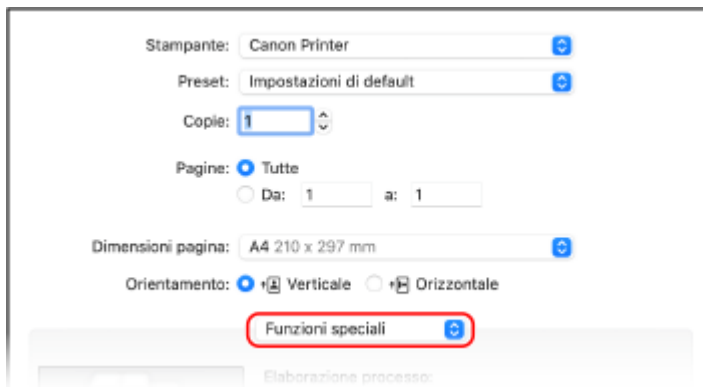 Stampante: Canon Printer
Preset: Impostazioni di default
Copie: 1
Pagine: Tutte
Da: 1 a: 1
Dimensioni pagina: A4 210 x 297 mm
Orientamento: Verticale Orizzontale
Funzioni speciali
Elaborazione processo: